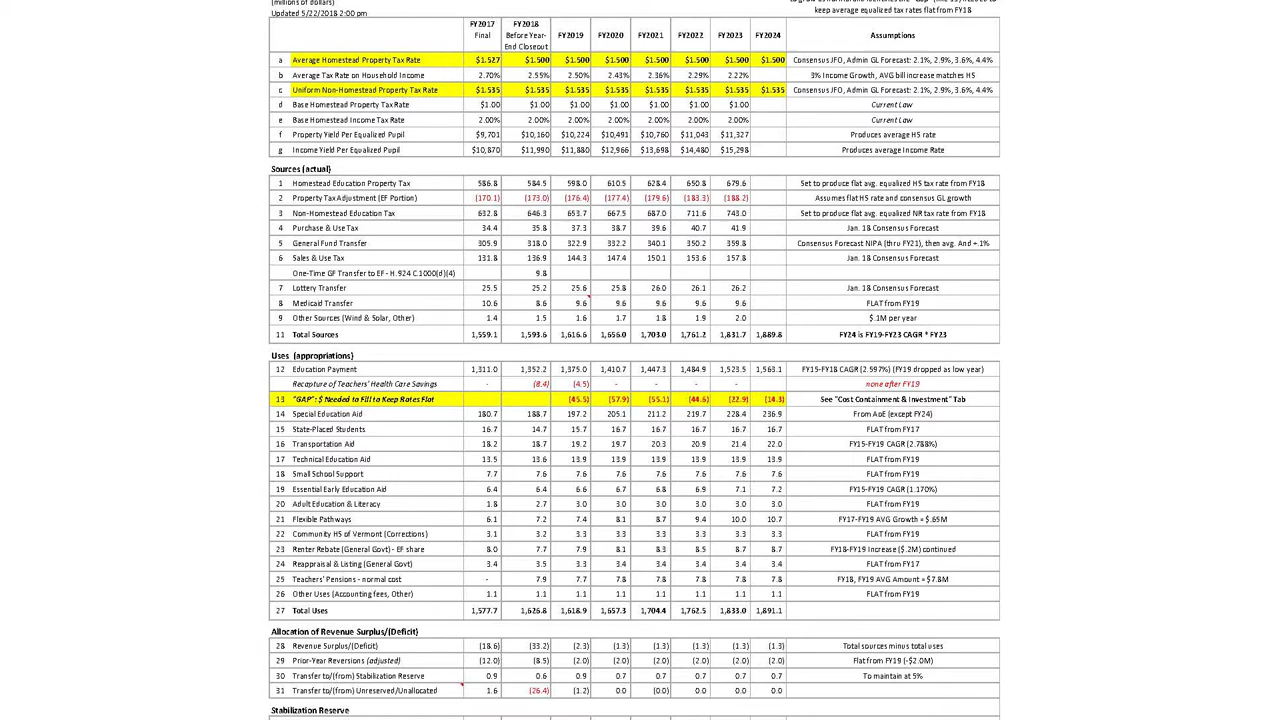 (millions of dollars)
Updated 5/22/2018 2:00 pm
keep average equalized tax rates flat from FY18
FY2017 Final FY2018 Before Year-End Closeout FY2019 FY2020 FY2021 FY2022 FY2023 FY2024 Assumptions
a Average Homestead Property Tax Rate $1.527 $1.500 $1.500 $1.500 $1.500 $1.500 $1.500 $1.500 Consensus JFO, Admin GL Forecast: 2.1%, 2.9%, 3.6%, 4.4%
b Average Tax Rate on Household Income 2.70% 2.55% 2.50% 2.43% 2.36% 2.29% 2.22% 3% Income Growth, AVG bill increase matches HS
c Uniform Non-Homestead Property Tax Rate $1.535 $1.535 $1.535 $1.535 $1.535 $1.535 $1.535 $1.535 Consensus JFO, Admin GL Forecast: 2.1%, 2.9%, 3.6%, 4.4%
d Base Homestead Property Tax Rate $1.00 $1.00 $1.00 $1.00 $1.00 $1.00 $1.00 Current Law
e Base Homestead Income Tax Rate 2.00% 2.00% 2.00% 2.00% 2.00% 2.00% 2.00% Current Law
f Property Yield Per Equalized Pupil $9,701 $10,160 $10,224 $10,491 $10,760 $11,043 $11,327 Produces average HS rate
g Income Yield Per Equalized Pupil $10,870 $11,990 $11,880 $12,966 $13,698 $14,480 $15,298 Produces average Income Rate
Sources (actual)
1 Homestead Education Property Tax 586.8 584.5 598.0 610.5 628.4 650.8 679.6 Set to produce flat avg. equalized HS tax rate from FY18
2 Property Tax Adjustment (EF Portion) (170.1) (173.0) (176.4) (177.4) (179.6) (183.3) (188.2) Assumes flat HS rate and consensus GL growth
3 Non-Homestead Education Tax 632.8 646.3 653.7 667.5 687.0 711.6 743.0 Set to produce flat avg. equalized NR tax rate from FY18
4 Purchase & Use Tax 34.4 35.8 37.3 38.7 39.6 40.7 41.9 Jan. 18 Consensus Forecast
5 General Fund Transfer 305.9 318.0 322.9 332.2 340.1 350.2 359.8 Consensus Forecast NIPA (thru FY21), then avg. And +.1%
6 Sales & Use Tax 131.8 136.9 144.3 147.4 150.1 153.6 157.8 Jan. 18 Consensus Forecast
One-Time GF Transfer to EF - H.924 C.1000(d)(4) 9.8
7 Lottery Transfer 25.5 25.2 25.6 25.8 26.0 26.1 26.2 Jan. 18 Consensus Forecast
8 Medicaid Transfer 10.6 8.6 9.6 9.6 9.6 9.6 9.6 FLAT from FY19
9 Other Sources (Wind & Solar, Other) 1.4 1.5 1.6 1.7 1.8 1.9 2.0 $.1M per year
11 Total Sources 1,559.1 1,593.6 1,616.6 1,656.0 1,703.0 1,761.2 1,831.7 1,889.8 FY24 is FY19-FY23 CAGR * FY23
Uses (appropriations)
12 Education Payment 1,311.0 1,352.2 1,375.0 1,410.7 1,447.3 1,484.9 1,523.5 1,563.1 FY15-FY18 CAGR (2.597%) (FY19 dropped as low year)
Recapture of Teachers' Health Care Savings - (8.4) (4.5) - - - - none after FY19
13 "GAP": $ Needed to Fill to Keep Rates Flat (45.5) (57.9) (55.1) (44.6) (22.9) (14.3) See "Cost Containment & Investment" Tab
14 Special Education Aid 180.7 188.7 197.2 205.1 211.2 219.7 228.4 236.9 From AoE (except FY24)
15 State-Placed Students 16.7 14.7 15.7 16.7 16.7 16.7 16.7 16.7 FLAT from FY17
16 Transportation Aid 18.2 18.7 19.2 19.7 20.3 20.9 21.4 22.0 FY15-FY19 CAGR (2.788%)
17 Technical Education Aid 13.5 13.6 13.9 13.9 13.9 13.9 13.9 13.9 FLAT from FY19
18 Small School Support 7.7 7.6 7.6 7.6 7.6 7.6 7.6 7.6 FLAT from FY19
19 Essential Early Education Aid 6.4 6.4 6.6 6.7 6.8 6.9 7.1 7.2 FY15-FY19 CAGR (1.170%)
20 Adult Education & Literacy 1.8 2.7 3.0 3.0 3.0 3.0 3.0 3.0 FLAT from FY19
21 Flexible Pathways 6.1 7.2 7.4 8.1 8.7 9.4 10.0 10.7 FY17-FY19 AVG Growth = $.65M
22 Community HS of Vermont (Corrections) 3.1 3.2 3.3 3.3 3.3 3.3 3.3 3.3 FLAT from FY19
23 Renter Rebate (General Govt) - EF share 8.0 7.7 7.9 8.1 8.3 8.5 8.7 8.7 FY18-FY19 Increase ($.2M) continued
24 Reappraisal & Listing (General Govt) 3.4 3.5 3.3 3.4 3.4 3.4 3.4 3.4 FLAT from FY17
25 Teachers' Pensions - normal cost - 7.9 7.7 7.8 7.8 7.8 7.8 7.8 FY18, FY19 AVG Amount = $7.8M
26 Other Uses (Accounting fees, Other) 1.1 1.1 1.1 1.1 1.1 1.1 1.1 1.1 FLAT from FY19
27 Total Uses 1,577.7 1,626.8 1,618.9 1,657.3 1,704.4 1,762.5 1,833.0 1,891.1
Allocation of Revenue Surplus/(Deficit)
28 Revenue Surplus/(Deficit) (18.6) (33.2) (2.3) (1.3) (1.3) (1.3) (1.3) (1.3) Total sources minus total uses
29 Prior-Year Reversions (adjusted) (12.0) (8.5) (2.0) (2.0) (2.0) (2.0) (2.0) (2.0) Flat from FY19 (-$2.0M)
30 Transfer to/(from) Stabilization Reserve 0.9 0.6 0.9 0.7 0.7 0.7 0.7 0.7 To maintain at 5%
31 Transfer to/(from) Unreserved/Unallocated 1.6 (26.4) (1.2) 0.0 (0.0) 0.0 0.0 0.0
Stabilization Reserve